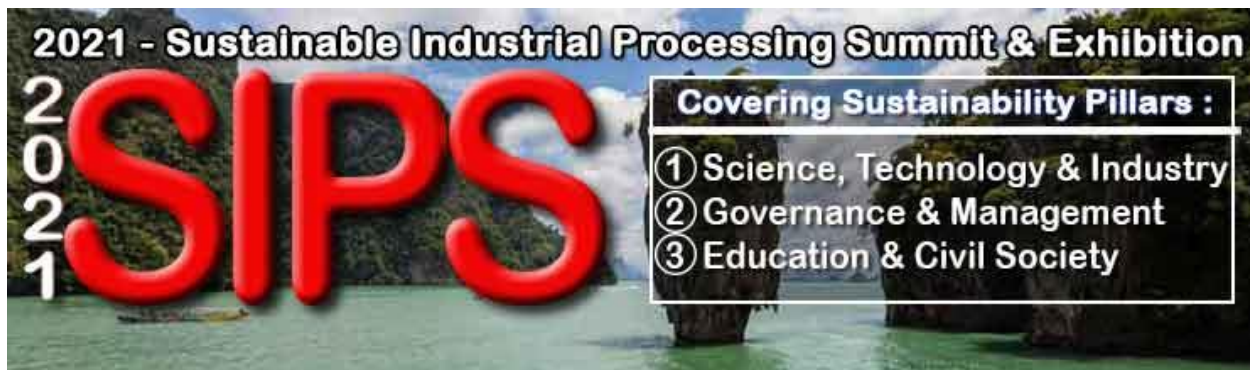 2021 - Sustainable Industrial Processing Summit & Exhibition
2021
SIPS
Covering Sustainability Pillars :
1 Science, Technology & Industry
2 Governance & Management
3 Education & Civil Society